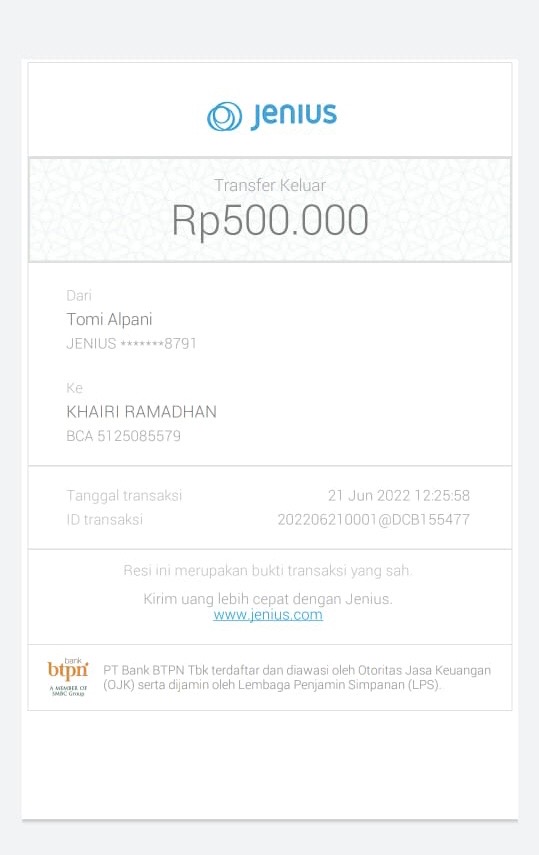 Jenius
Transfer Keluar
Rp500.000
Dari
Tomi Alpani
JENIUS *******8791
Ke
KHAIRI RAMADHAN
BCA 5125085579
Tanggal transaksi 21 Jun 2022 12:25:58
ID transaksi 202206210001@DCB155477
Resi ini merupakan bukti transaksi yang sah.
Kirim uang lebih cepat dengan Jenius.
www.jenius.com
bank
btpn
A MEMBER OF
SMBC Group
PT Bank BTPN Tbk terdaftar dan diawasi oleh Otoritas Jasa Keuangan
(OJK) serta dijamin oleh Lembaga Penjamin Simpanan (LPS).